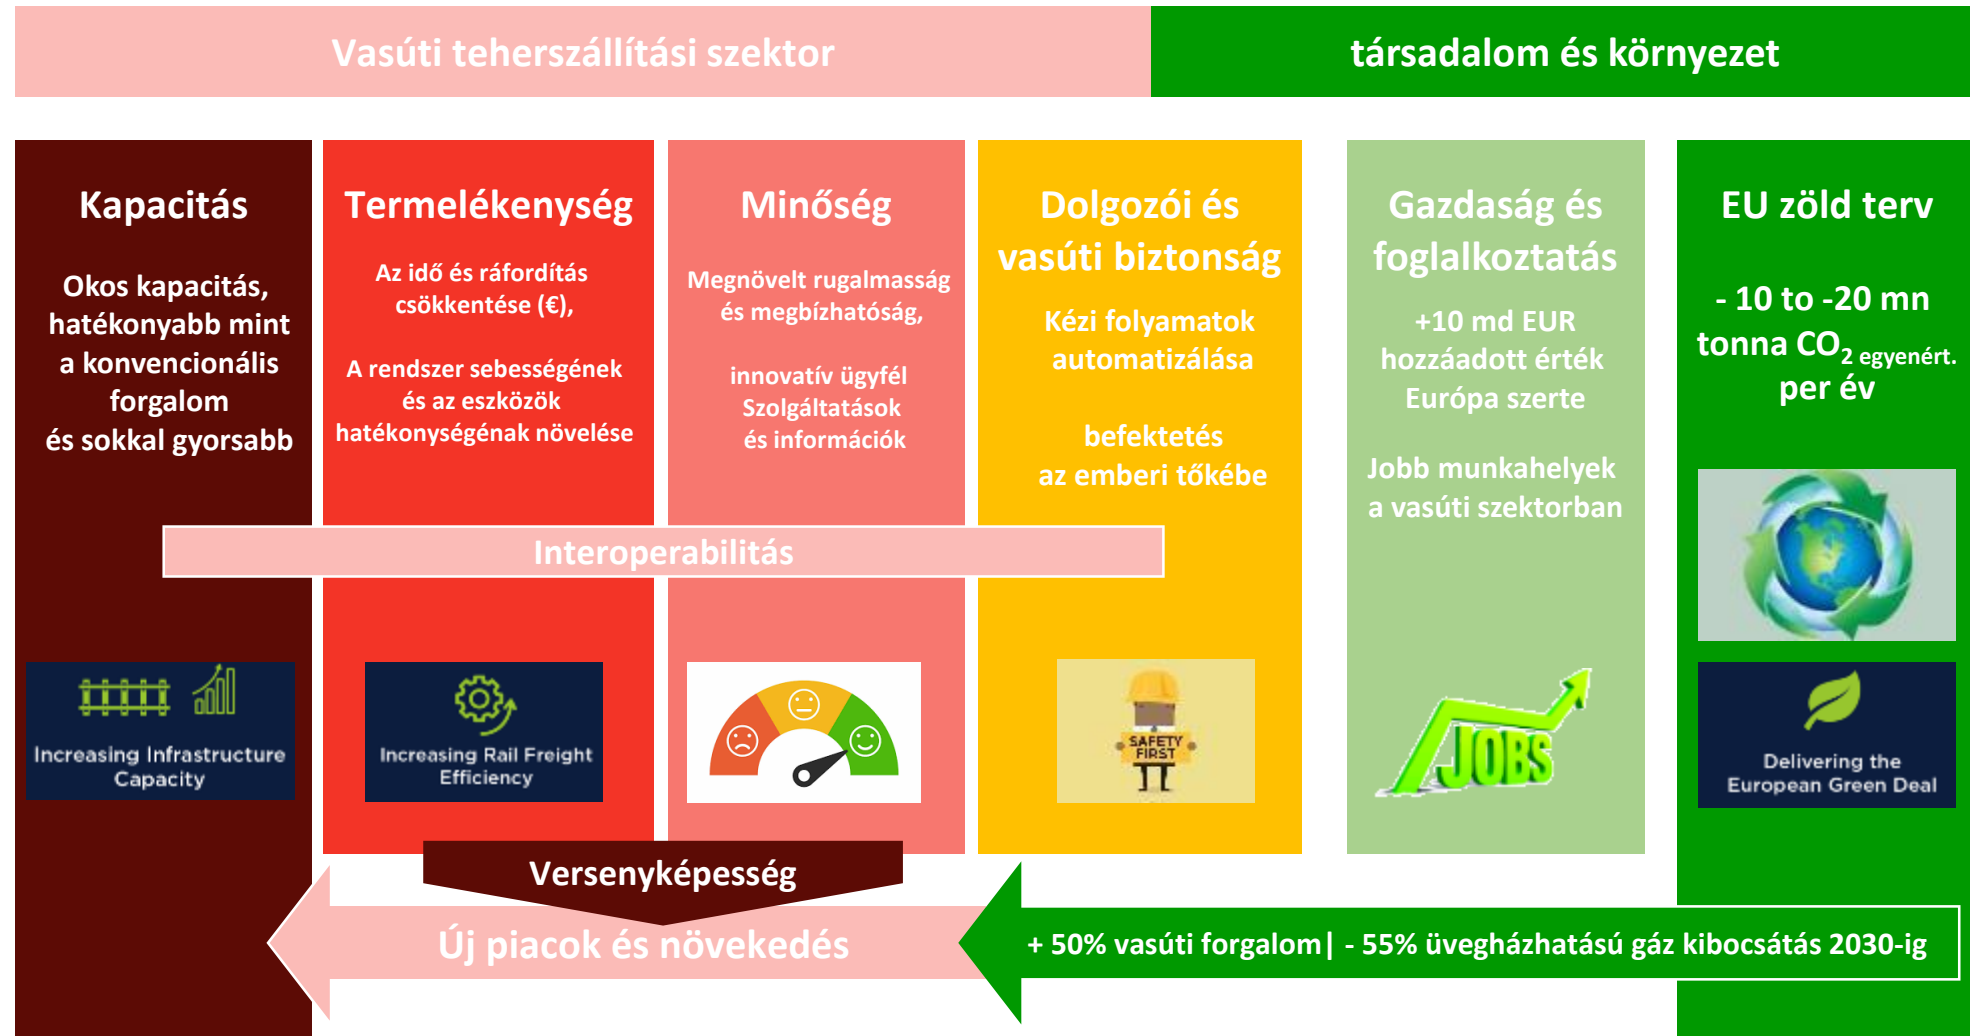 Vasúti teherszállítási szektor
társadalom és környezet
Kapacitás
Okos kapacitás,
hatékonyabb mint
a konvencionális
forgalom
és sokkal gyorsabb
Termelékenység
Az idő és ráfordítás
csökkentése (€),
A rendszer sebességének
és az eszközök
hatékonységénak növelése
Minőség
Megnövelt rugalmasság
és megbízhatóság,
innovatív ügyfél
Szolgáltatások
és információk
Dolgozói és
vasúti biztonság
Kézi folyamatok
automatizálása
befektetés
az emberi tőkébe
Gazdaság és
foglalkoztatás
+10 md EUR
hozzáadott érték
Európa szerte
Jobb munkahelyek
a vasúti szektorban
EU zöld terv
- 10 to -20 mn
tonna CO2 egyenért.
per év
Interoperabilitás
Increasing Infrastructure
Capacity
Increasing Rail Freight
Efficiency
SAFETY
FIRST
JOBS
Delivering the
European Green Deal
Versenyképesség
Új piacok és növekedés
+ 50% vasúti forgalom| - 55% üvegházhatású gáz kibocsátás 2030-ig